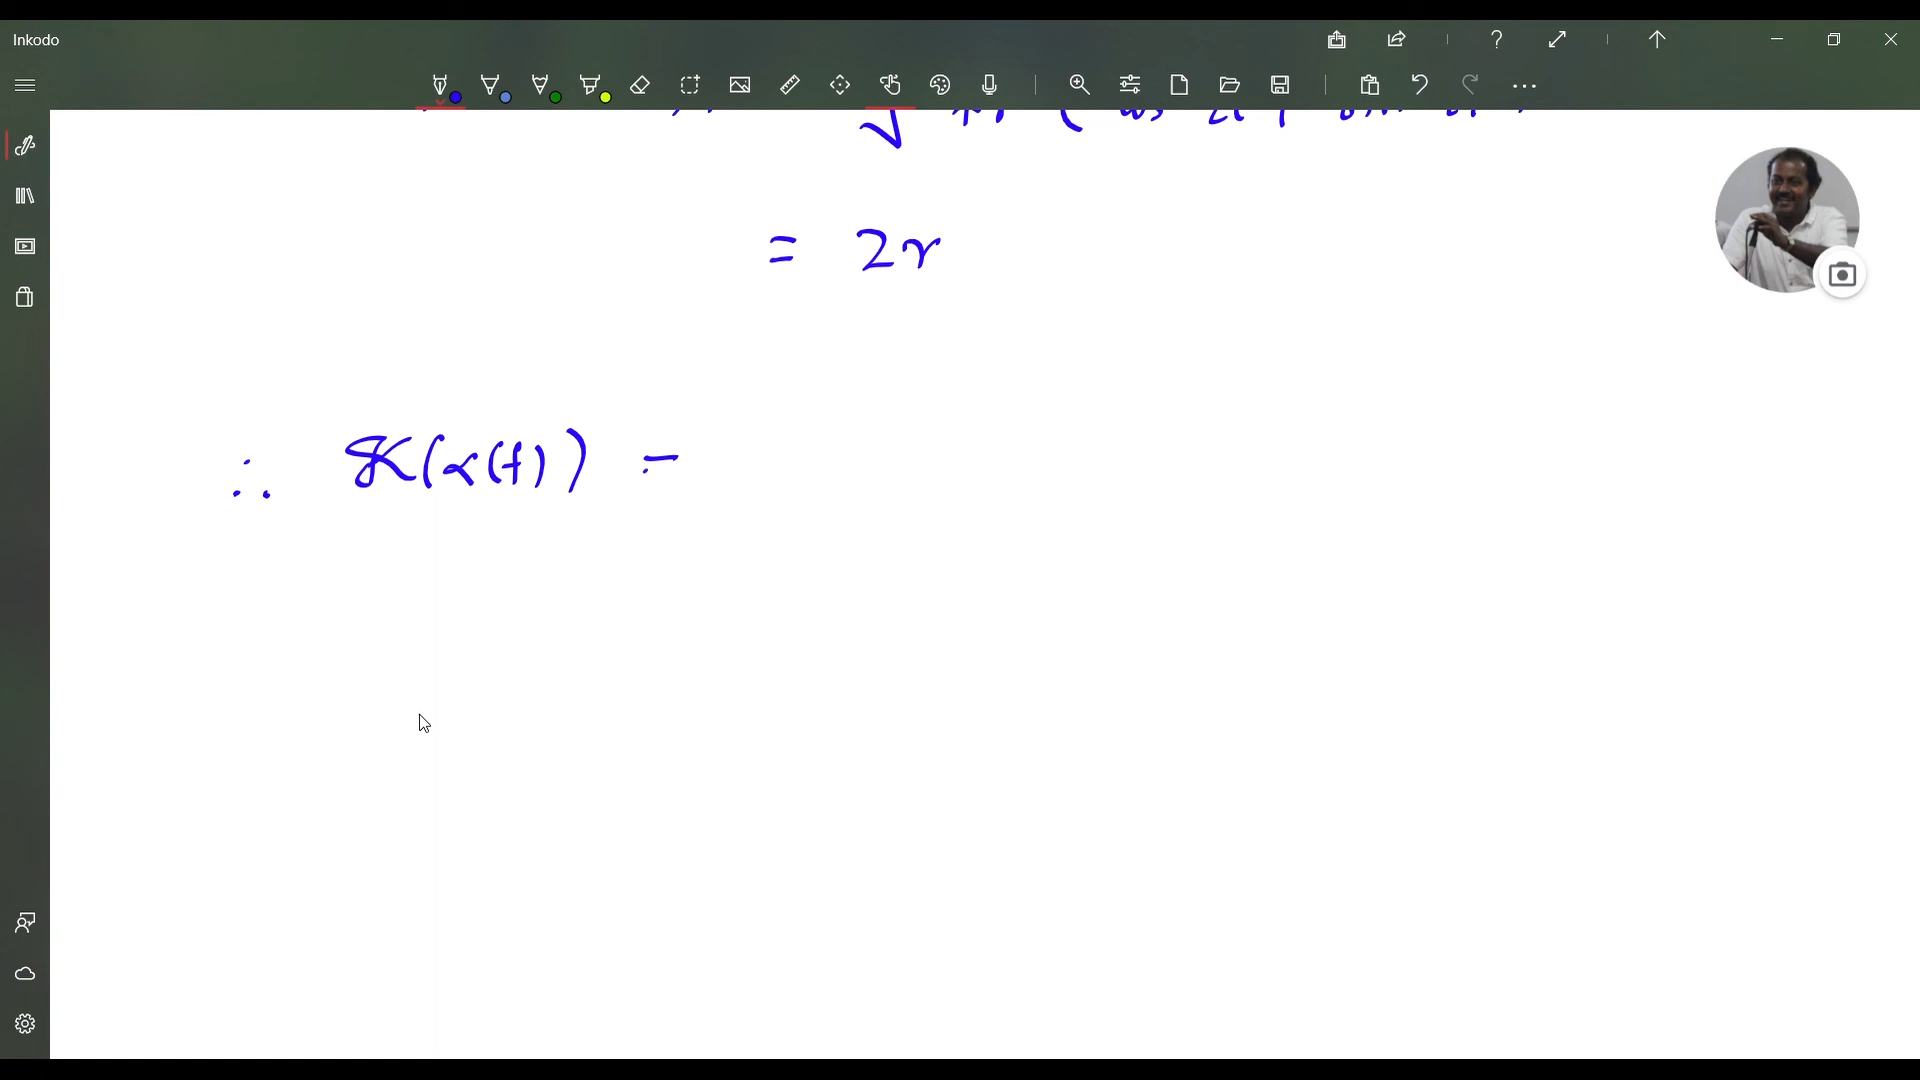 Inkodo
= 2r
∴ K(α(t)) =